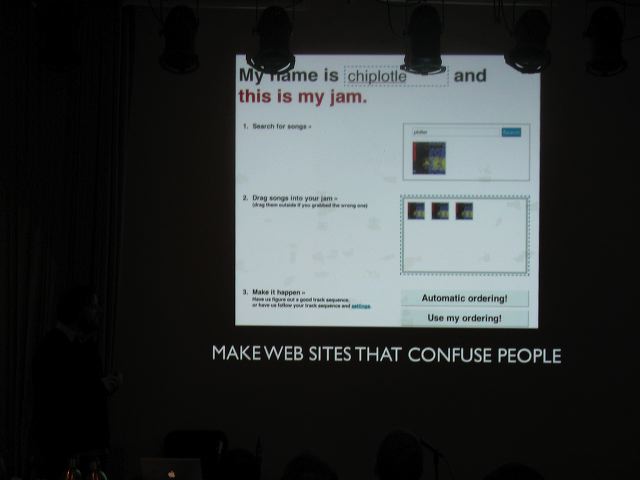 My name is chiplotle and
this is my jam.
1. Search for songs »
Search
2. Drag songs into your jam »
(drag them outside if you grabbed the wrong one)
3. Make it happen »
Have us figure out a good track sequence,
or have us follow your track sequence and settings.
Automatic ordering!
Use my ordering!
MAKE WEB SITES THAT CONFUSE PEOPLE